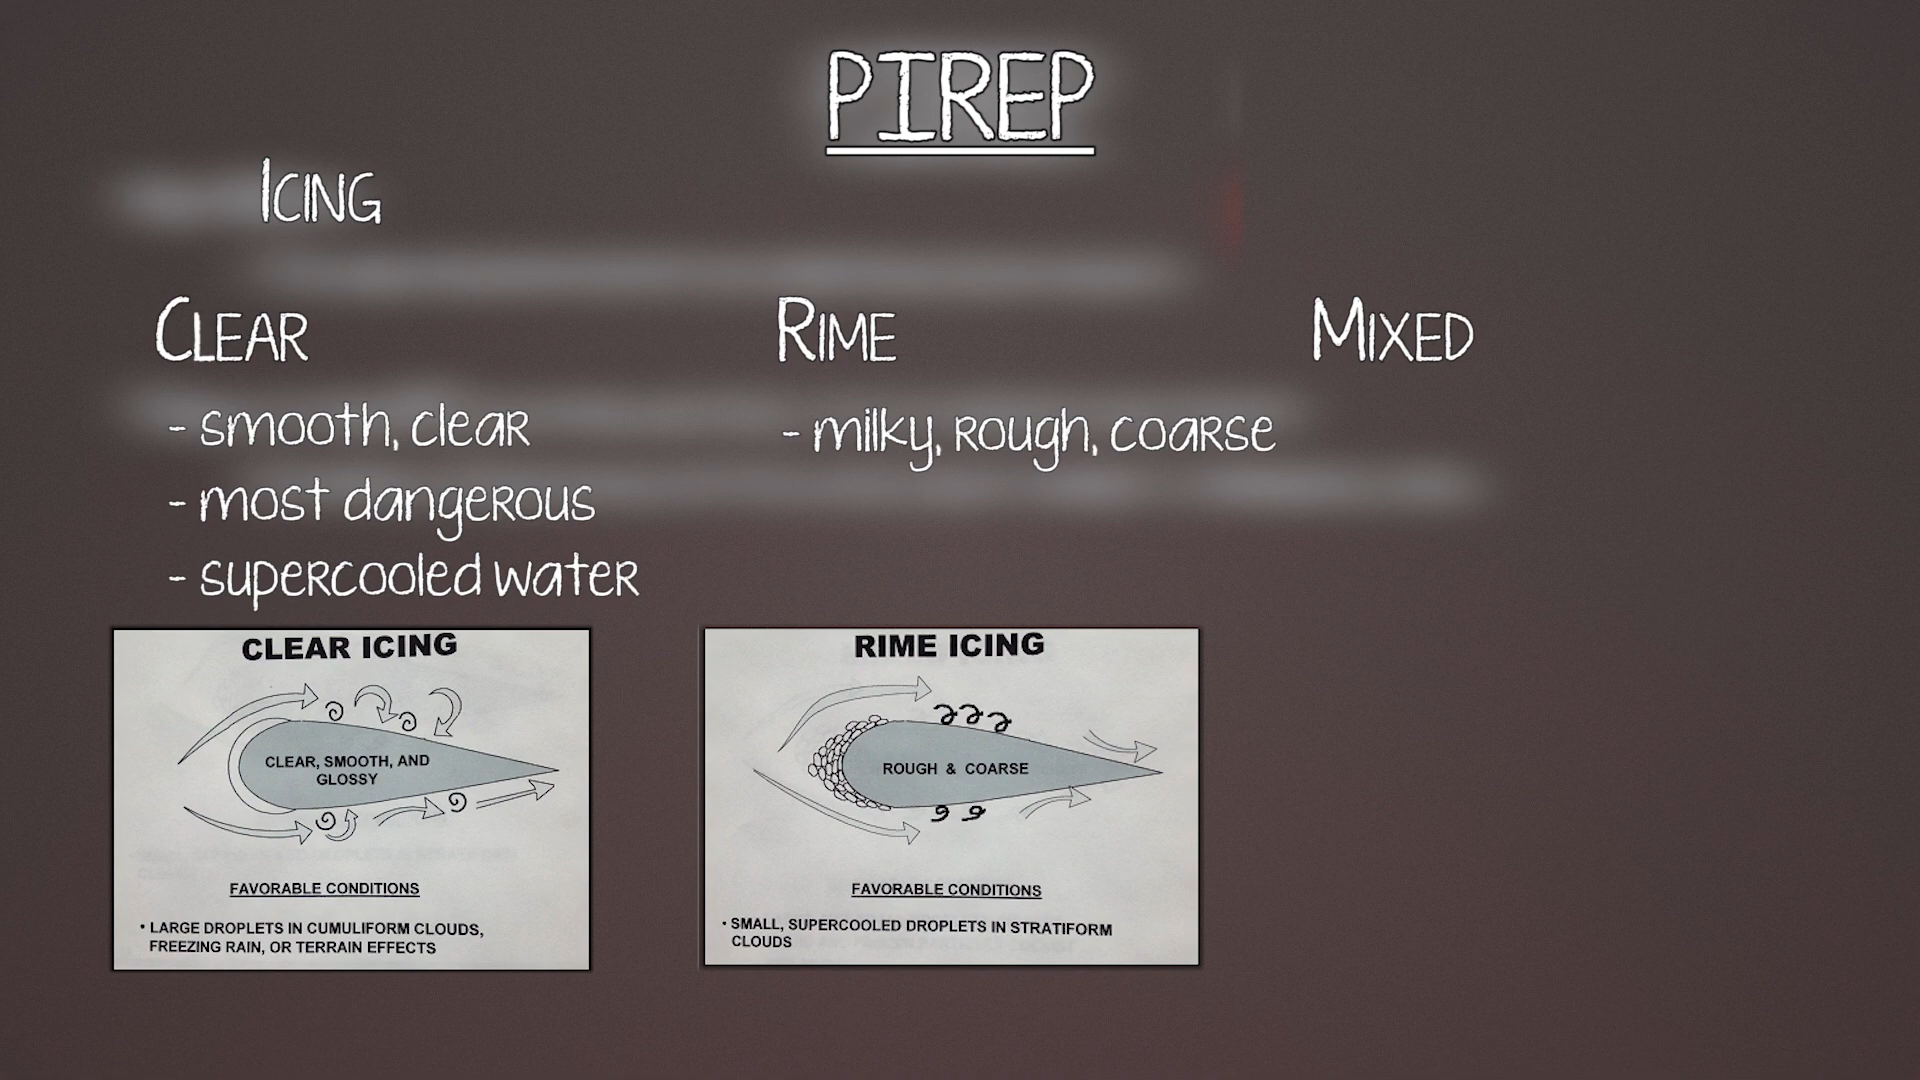 PIREP
Icing
Clear
Rime
Mixed
- smooth, clear
- most dangerous
- supercooled water
- milky, rough, coarse
CLEAR ICING
CLEAR, SMOOTH, AND
GLOSSY
FAVORABLE CONDITIONS
• LARGE DROPLETS IN CUMULIFORM CLOUDS,
FREEZING RAIN, OR TERRAIN EFFECTS
RIME ICING
ROUGH & COARSE
FAVORABLE CONDITIONS
• SMALL, SUPERCOOLED DROPLETS IN STRATIFORM
CLOUDS